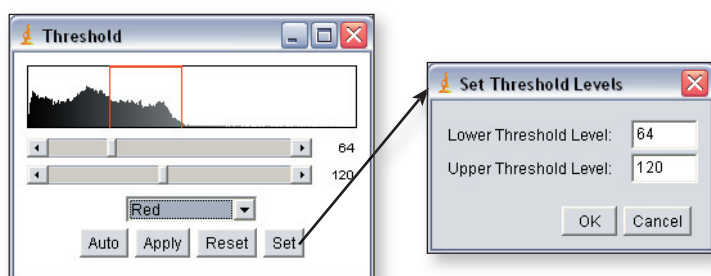 Threshold
64
120
Red
Auto Apply Reset Set
Set Threshold Levels
Lower Threshold Level: 64
Upper Threshold Level: 120
OK Cancel